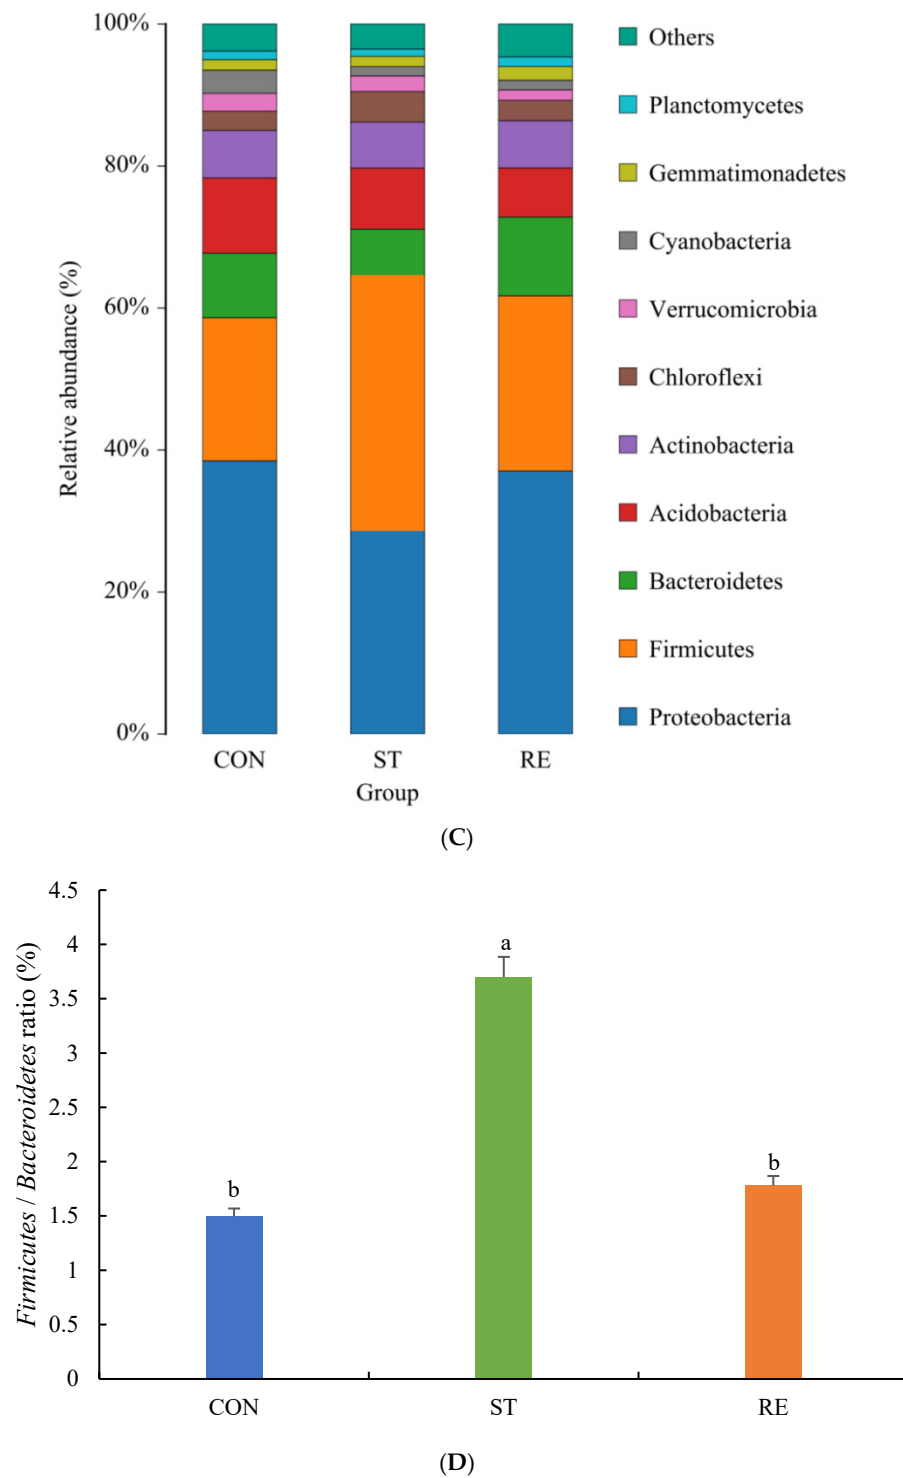 100%
80%
60%
40%
20%
0%
Relative abundance (%)
CON
ST
RE
Group
Others
Planctomycetes
Gemmatimonadetes
Cyanobacteria
Verrucomicrobia
Chloroflexi
Actinobacteria
Acidobacteria
Bacteroidetes
Firmicutes
Proteobacteria
(C)
4.5
4
3.5
3
2.5
2
1.5
1
0.5
0
Firmicutes / Bacteroidetes ratio (%)
b
a
b
CON
ST
RE
(D)